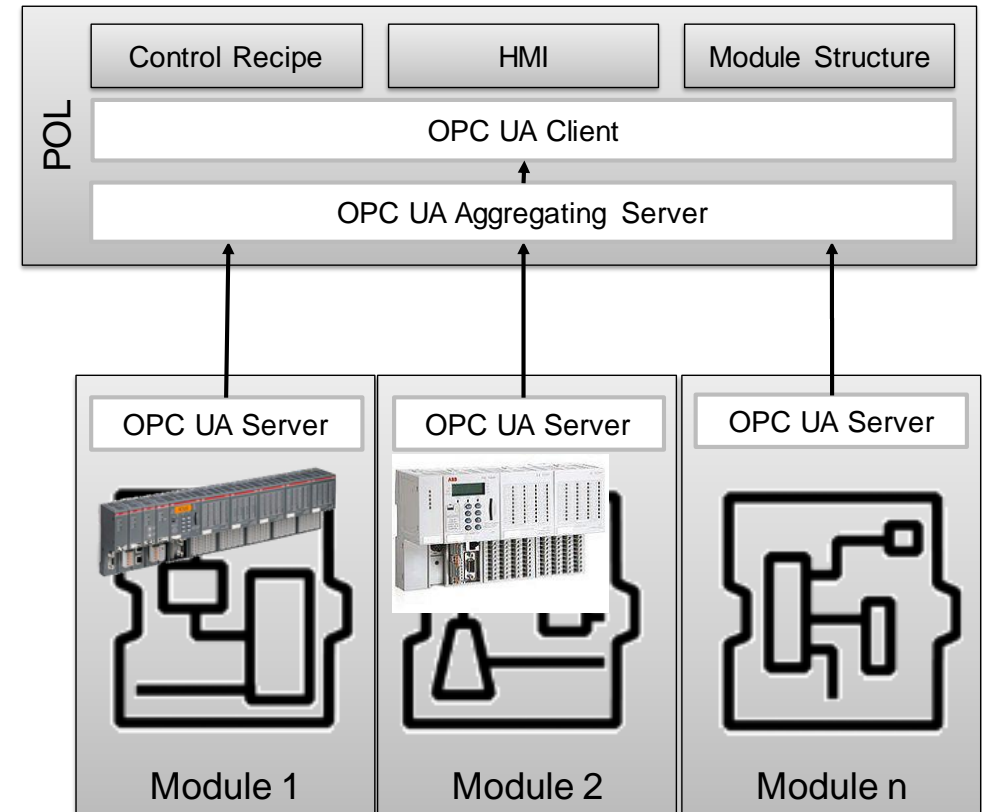 Control Recipe
HMI
Module Structure
POL
OPC UA Client
OPC UA Aggregating Server
OPC UA Server
OPC UA Server
OPC UA Server
ABB
Module 1
Module 2
Module n